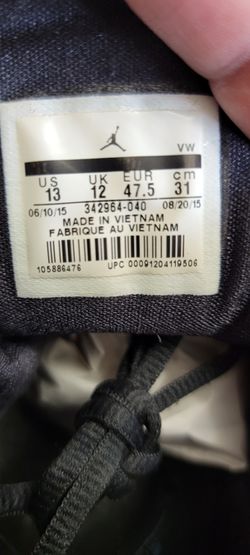 VW
US UK EUR cm
13 12 47.5 31
06/10/15 342964-040 08/20/15
MADE IN VIETNAM
FABRIQUE AU VIETNAM
105886476 UPC 00091204119506